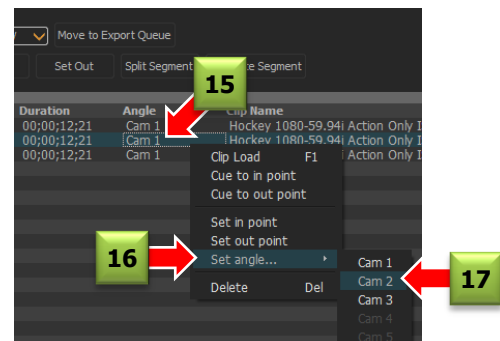 Move to Export Queue
Set Out Split Segment Segment
15
Duration Angle Clip Name
00;00;12;21 Cam 1 Hockey 1080-59.94i Action Only
00;00;12;21 Cam 1 Hockey 1080-59.94i Action Only
00;00;12;21 Cam 1 Action Only
Clip Load F1
Cue to in point
Cue to out point
Set in point
Set out point
16
Set angle...
Cam 1
Delete Del
Cam 2
17
Cam 3
Cam 4
Cam 5